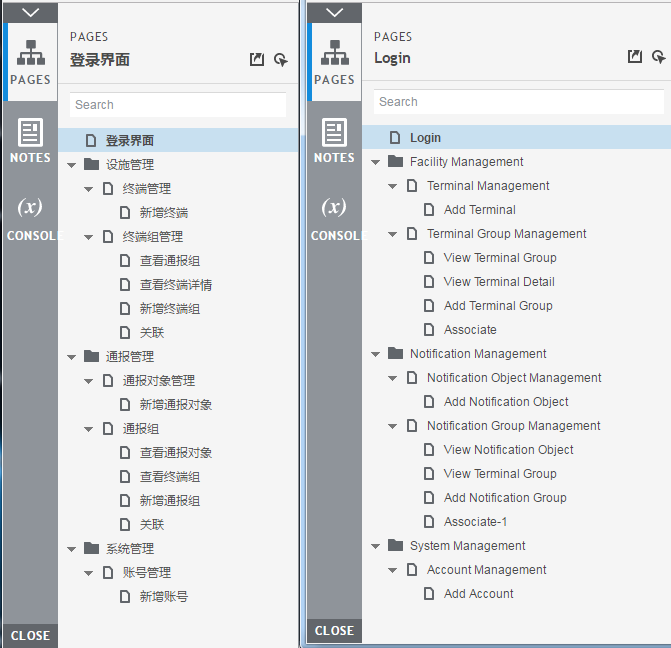 PAGES
登录界面
PAGES
Search
NOTES
(x)
CONSOL
登录界面
设施管理
终端管理
新增终端
终端组管理
查看通报组
查看终端详情
新增终端组
关联
通报管理
通报对象管理
新增通报对象
通报组
查看通报对象
查看终端组
新增通报组
关联
系统管理
账号管理
新增账号
CLOSE
PAGES
Login
PAGES
Search
NOTES
(x)
CONSOL
Login
Facility Management
Terminal Management
Add Terminal
Terminal Group Management
View Terminal Group
View Terminal Detail
Add Terminal Group
Associate
Notification Management
Notification Object Management
Add Notification Object
Notification Group Management
View Notification Object
View Terminal Group
Add Notification Group
Associate-1
System Management
Account Management
Add Account
CLOSE